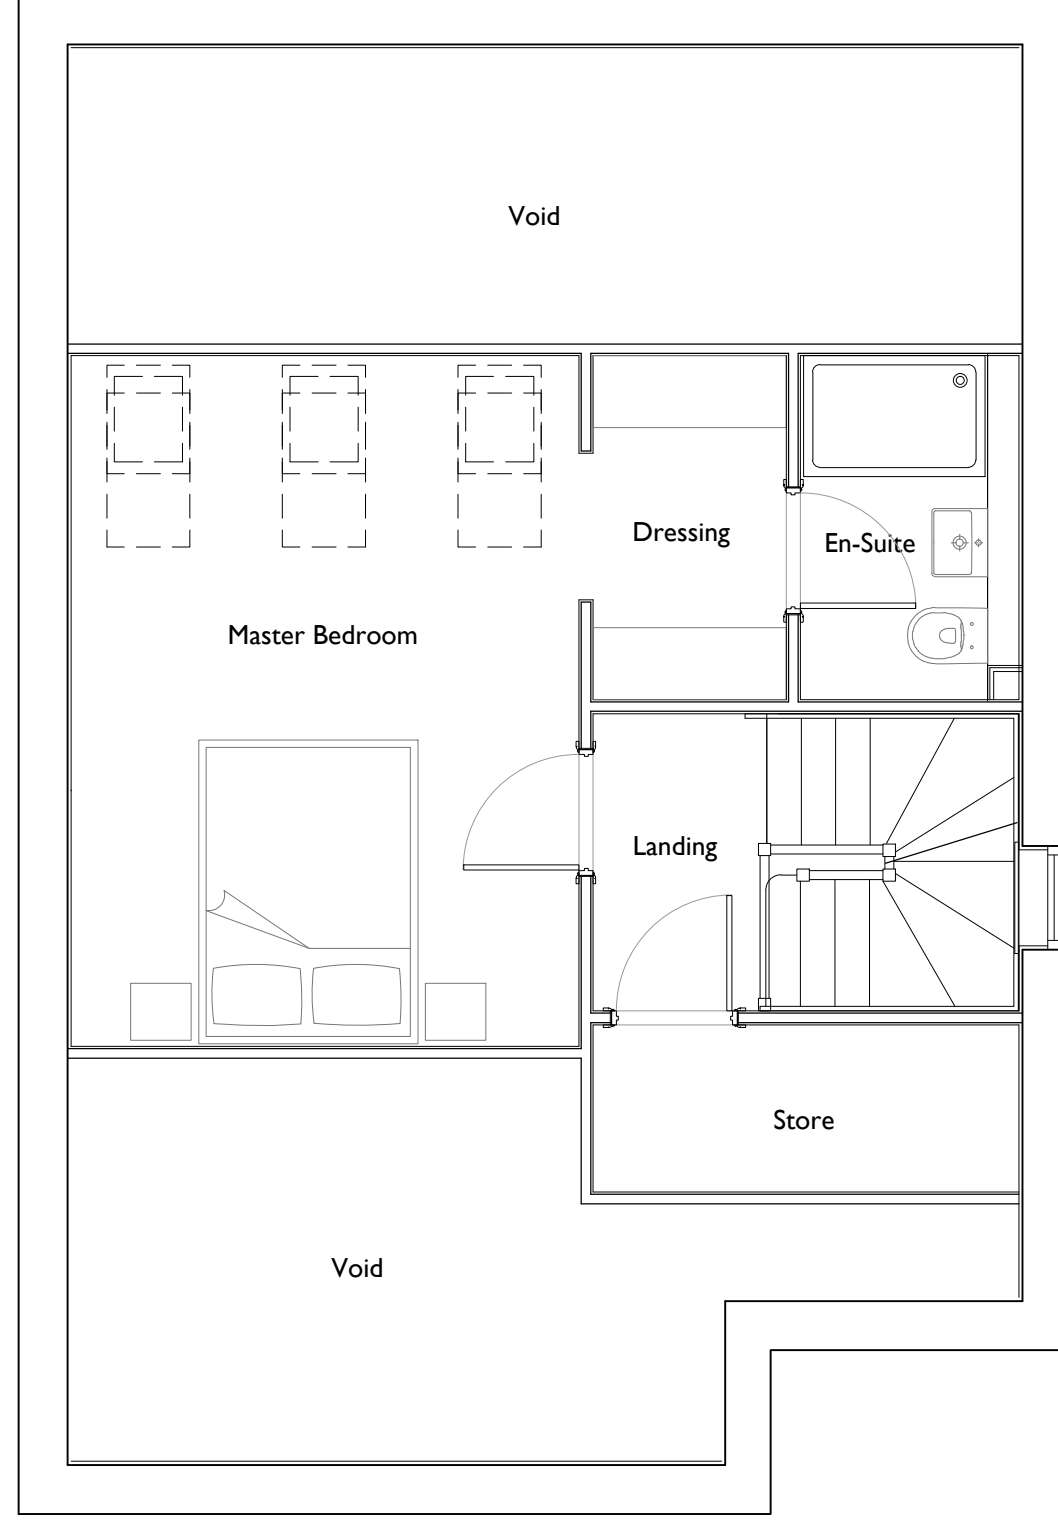 Void
Dressing
En-Suite
Master Bedroom
Landing
Store
Void